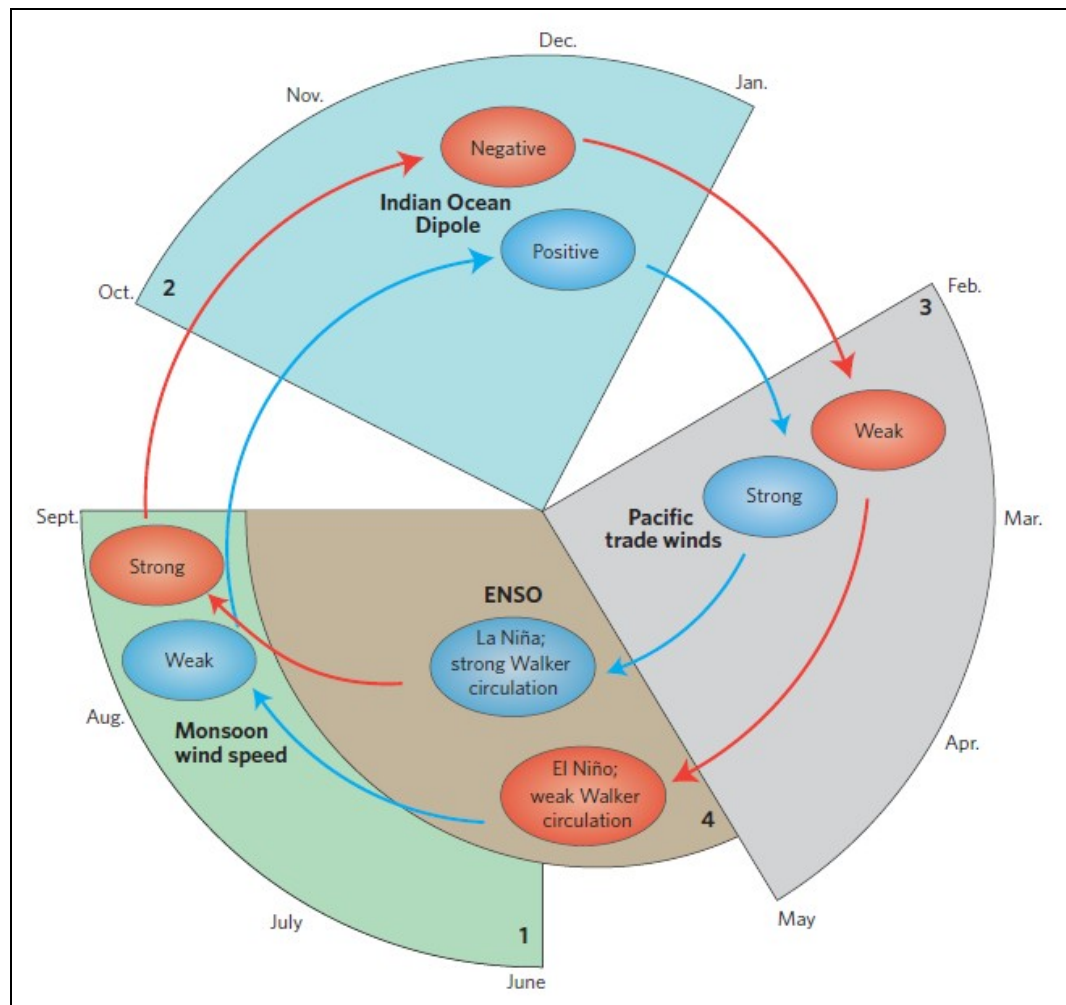 Dec.
Nov.
Jan.
Negative
Indian Ocean
Dipole
Positive
Oct.
2
Feb.
3
Weak
Strong
Pacific
trade winds
Mar.
Sept.
Strong
ENSO
La Niña;
strong Walker
circulation
Weak
Aug.
Monsoon
wind speed
Apr.
El Niño;
weak Walker
circulation
4
July
1
May
June